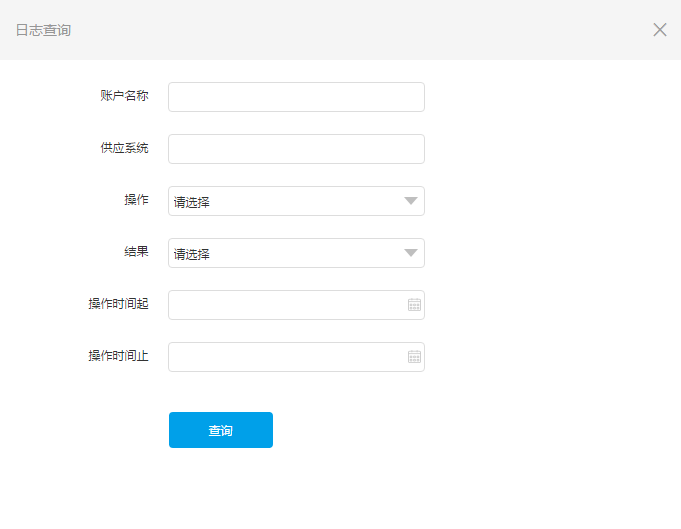 日志查询
账户名称
供应系统
操作 请选择
结果 请选择
操作时间起
操作时间止
查询